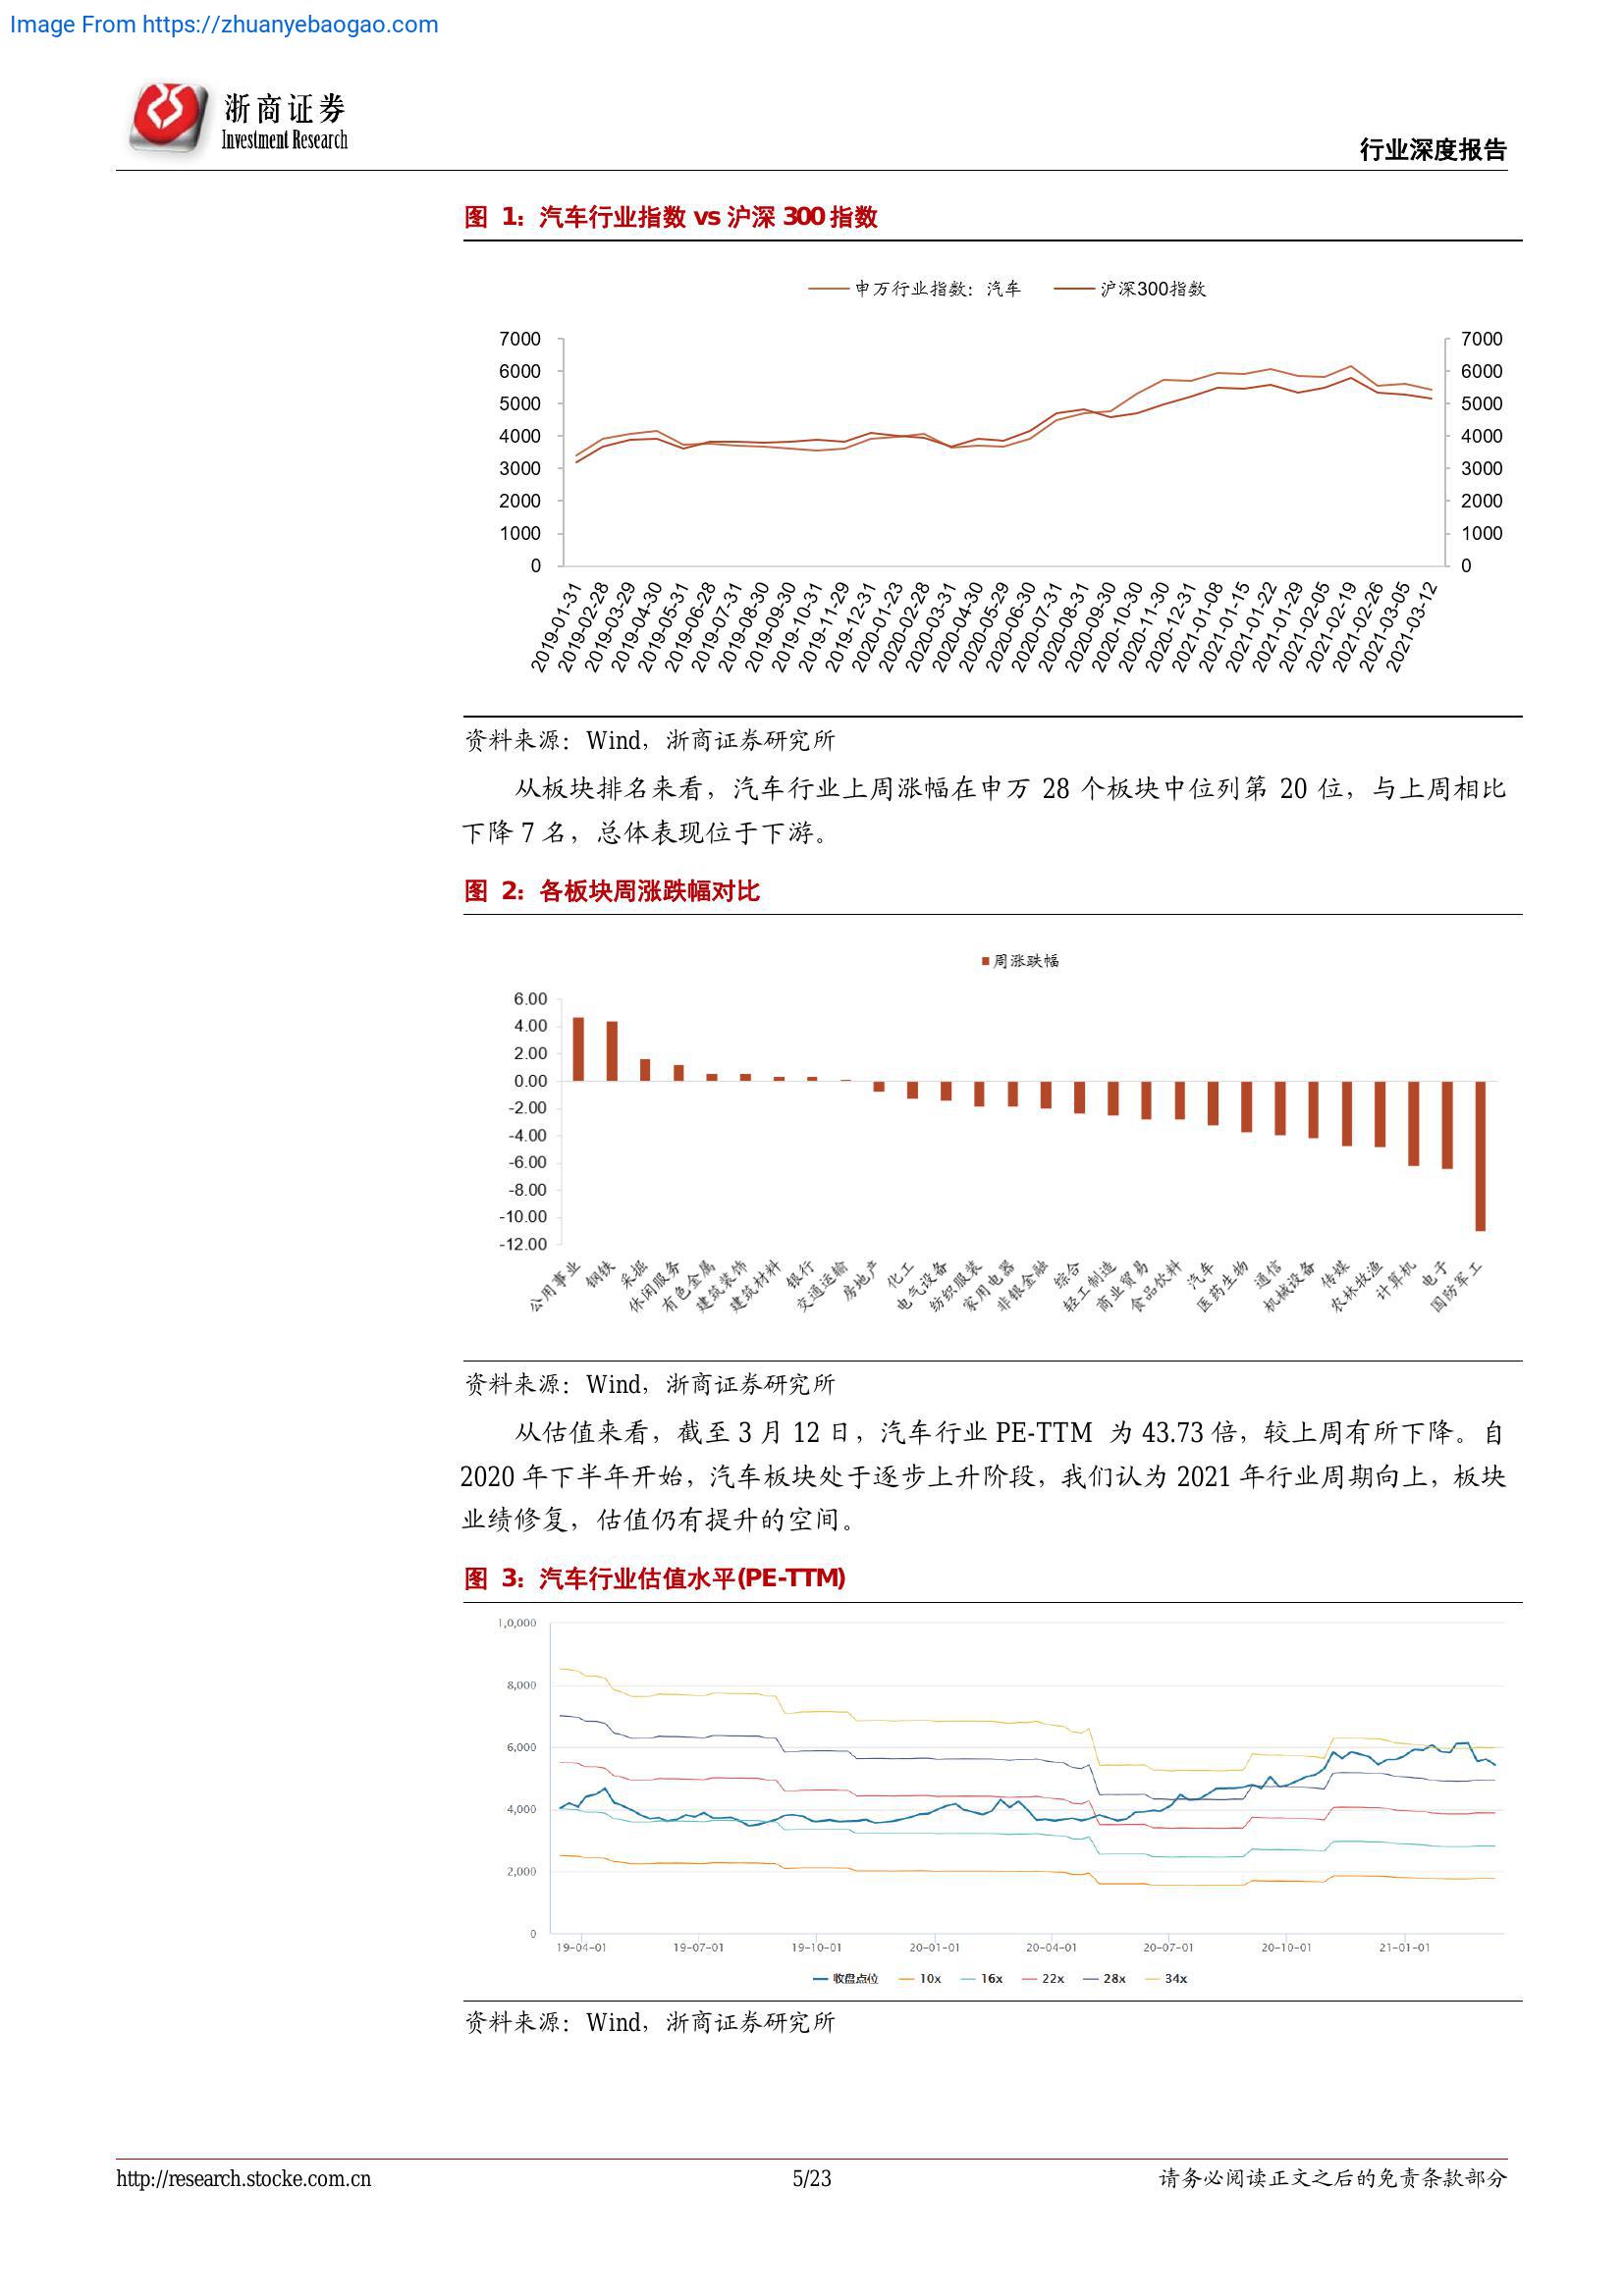 Image From https://zhuanyebaogao.com
浙商证券
Investment Research
行业深度报告
图 1：汽车行业指数 vs 沪深 300 指数
申万行业指数：汽车 沪深300指数
7000 7000
6000 6000
5000 5000
4000 4000
3000 3000
2000 2000
1000 1000
0 0
2019-01-31 2019-02-28 2019-03-29 2019-04-30 2019-05-31 2019-06-28 2019-07-31 2019-08-30 2019-09-30 2019-10-31 2019-11-29 2019-12-31 2020-01-23 2020-02-28 2020-03-31 2020-04-30 2020-05-29 2020-06-30 2020-07-31 2020-08-31 2020-09-30 2020-10-30 2020-11-30 2020-12-31 2021-01-08 2021-01-15 2021-01-22 2021-01-29 2021-02-05 2021-02-19 2021-02-26 2021-03-05 2021-03-12
资料来源：Wind，浙商证券研究所
从板块排名来看，汽车行业上周涨幅在申万 28 个板块中位列第 20 位，与上周相比
下降 7 名，总体表现位于下游。
图 2：各板块周涨跌幅对比
周涨跌幅
6.00
4.00
2.00
0.00
-2.00
-4.00
-6.00
-8.00
-10.00
-12.00
公用事业 钢铁 采掘 休闲服务 有色金属 建筑装饰 建筑材料 银行 交通运输 房地产 化工 电气设备 纺织服装 家用电器 非银金融 综合 轻工制造 商业贸易 食品饮料 汽车 医药生物 通信 机械设备 传媒 农林牧渔 计算机 电子 国防军工
资料来源：Wind，浙商证券研究所
从估值来看，截至 3 月 12 日，汽车行业 PE-TTM 为 43.73 倍，较上周有所下降。自
2020 年下半年开始，汽车板块处于逐步上升阶段，我们认为 2021 年行业周期向上，板块
业绩修复，估值仍有提升的空间。
图 3：汽车行业估值水平(PE-TTM)
1,0,000
8,000
6,000
4,000
2,000
0
19-04-01 19-07-01 19-10-01 20-01-01 20-04-01 20-07-01 20-10-01 21-01-01
收盘点位 10x 16x 22x 28x 34x
资料来源：Wind，浙商证券研究所
http://research.stocke.com.cn 5/23 请务必阅读正文之后的免责条款部分